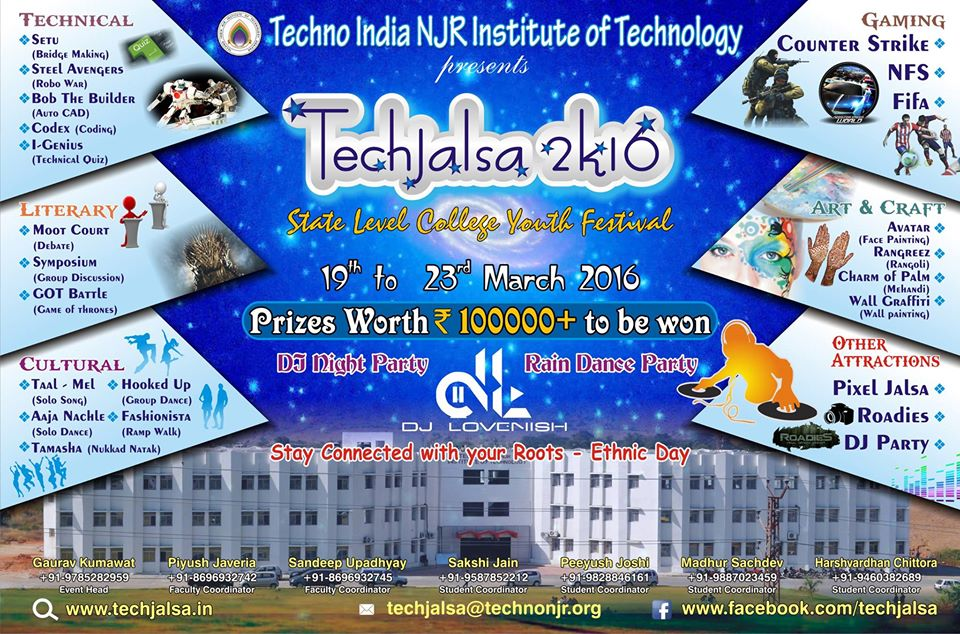 Techno India NJR Institute of Technology
presents
TechJalsa 2k16
State Level College Youth Festival
19th to 23rd March 2016
Prizes Worth ₹ 100000+ to be won
DJ Night Party
Rain Dance Party
DJ LOVENISH
Stay Connected with your Roots - Ethnic Day
Technical
Setu
(Bridge Making)
Steel Avengers
(Robo War)
Bob The Builder
(Auto CAD)
Codex (Coding)
I-Genius
(Technical Quiz)
Quiz
Literary
Moot Court
(Debate)
Symposium
(Group Discussion)
GOT Battle
(Game of thrones)
Cultural
Taal - Mel
(Solo Song)
Aaja Nachle
(Solo Dance)
Tamasha (Nukkad Natak)
Hooked Up
(Group Dance)
Fashionista
(Ramp Walk)
Gaming
Counter Strike
NFS
Fifa
WORLD
Art & Craft
Avatar
(Face Painting)
Rangreez
(Rangoli)
Charm of Palm
(Mehandi)
Wall Graffiti
(Wall painting)
Other
Attractions
Pixel Jalsa
Roadies
DJ Party
ROADIES
Gaurav Kumawat
+91-9785282959
Event Head
Piyush Javeria
+91-8696932742
Faculty Coordinator
Sandeep Upadhyay
+91-8696932745
Faculty Coordinator
Sakshi Jain
+91-9587852212
Student Coordinator
Peeyush Joshi
+91-9828846161
Student Coordinator
Madhur Sachdev
+91-9887023459
Student Coordinator
Harshvardhan Chittora
+91-9460382689
Student Coordinator
www.techjalsa.in
techjalsa@technonjr.org
www.facebook.com/techjalsa